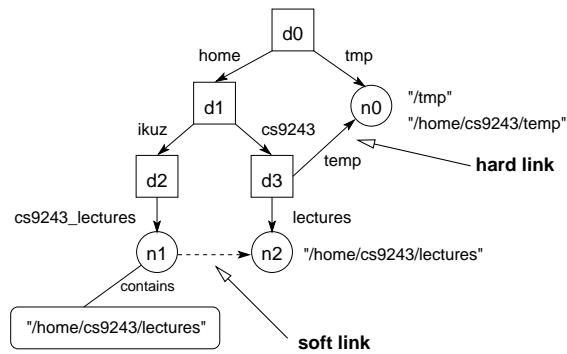 d0
home
tmp
d1
n0
"/tmp"
"/home/cs9243/temp"
ikuz
cs9243
temp
hard link
d2
d3
cs9243_lectures
lectures
n1
n2
"/home/cs9243/lectures"
contains
"/home/cs9243/lectures"
soft link